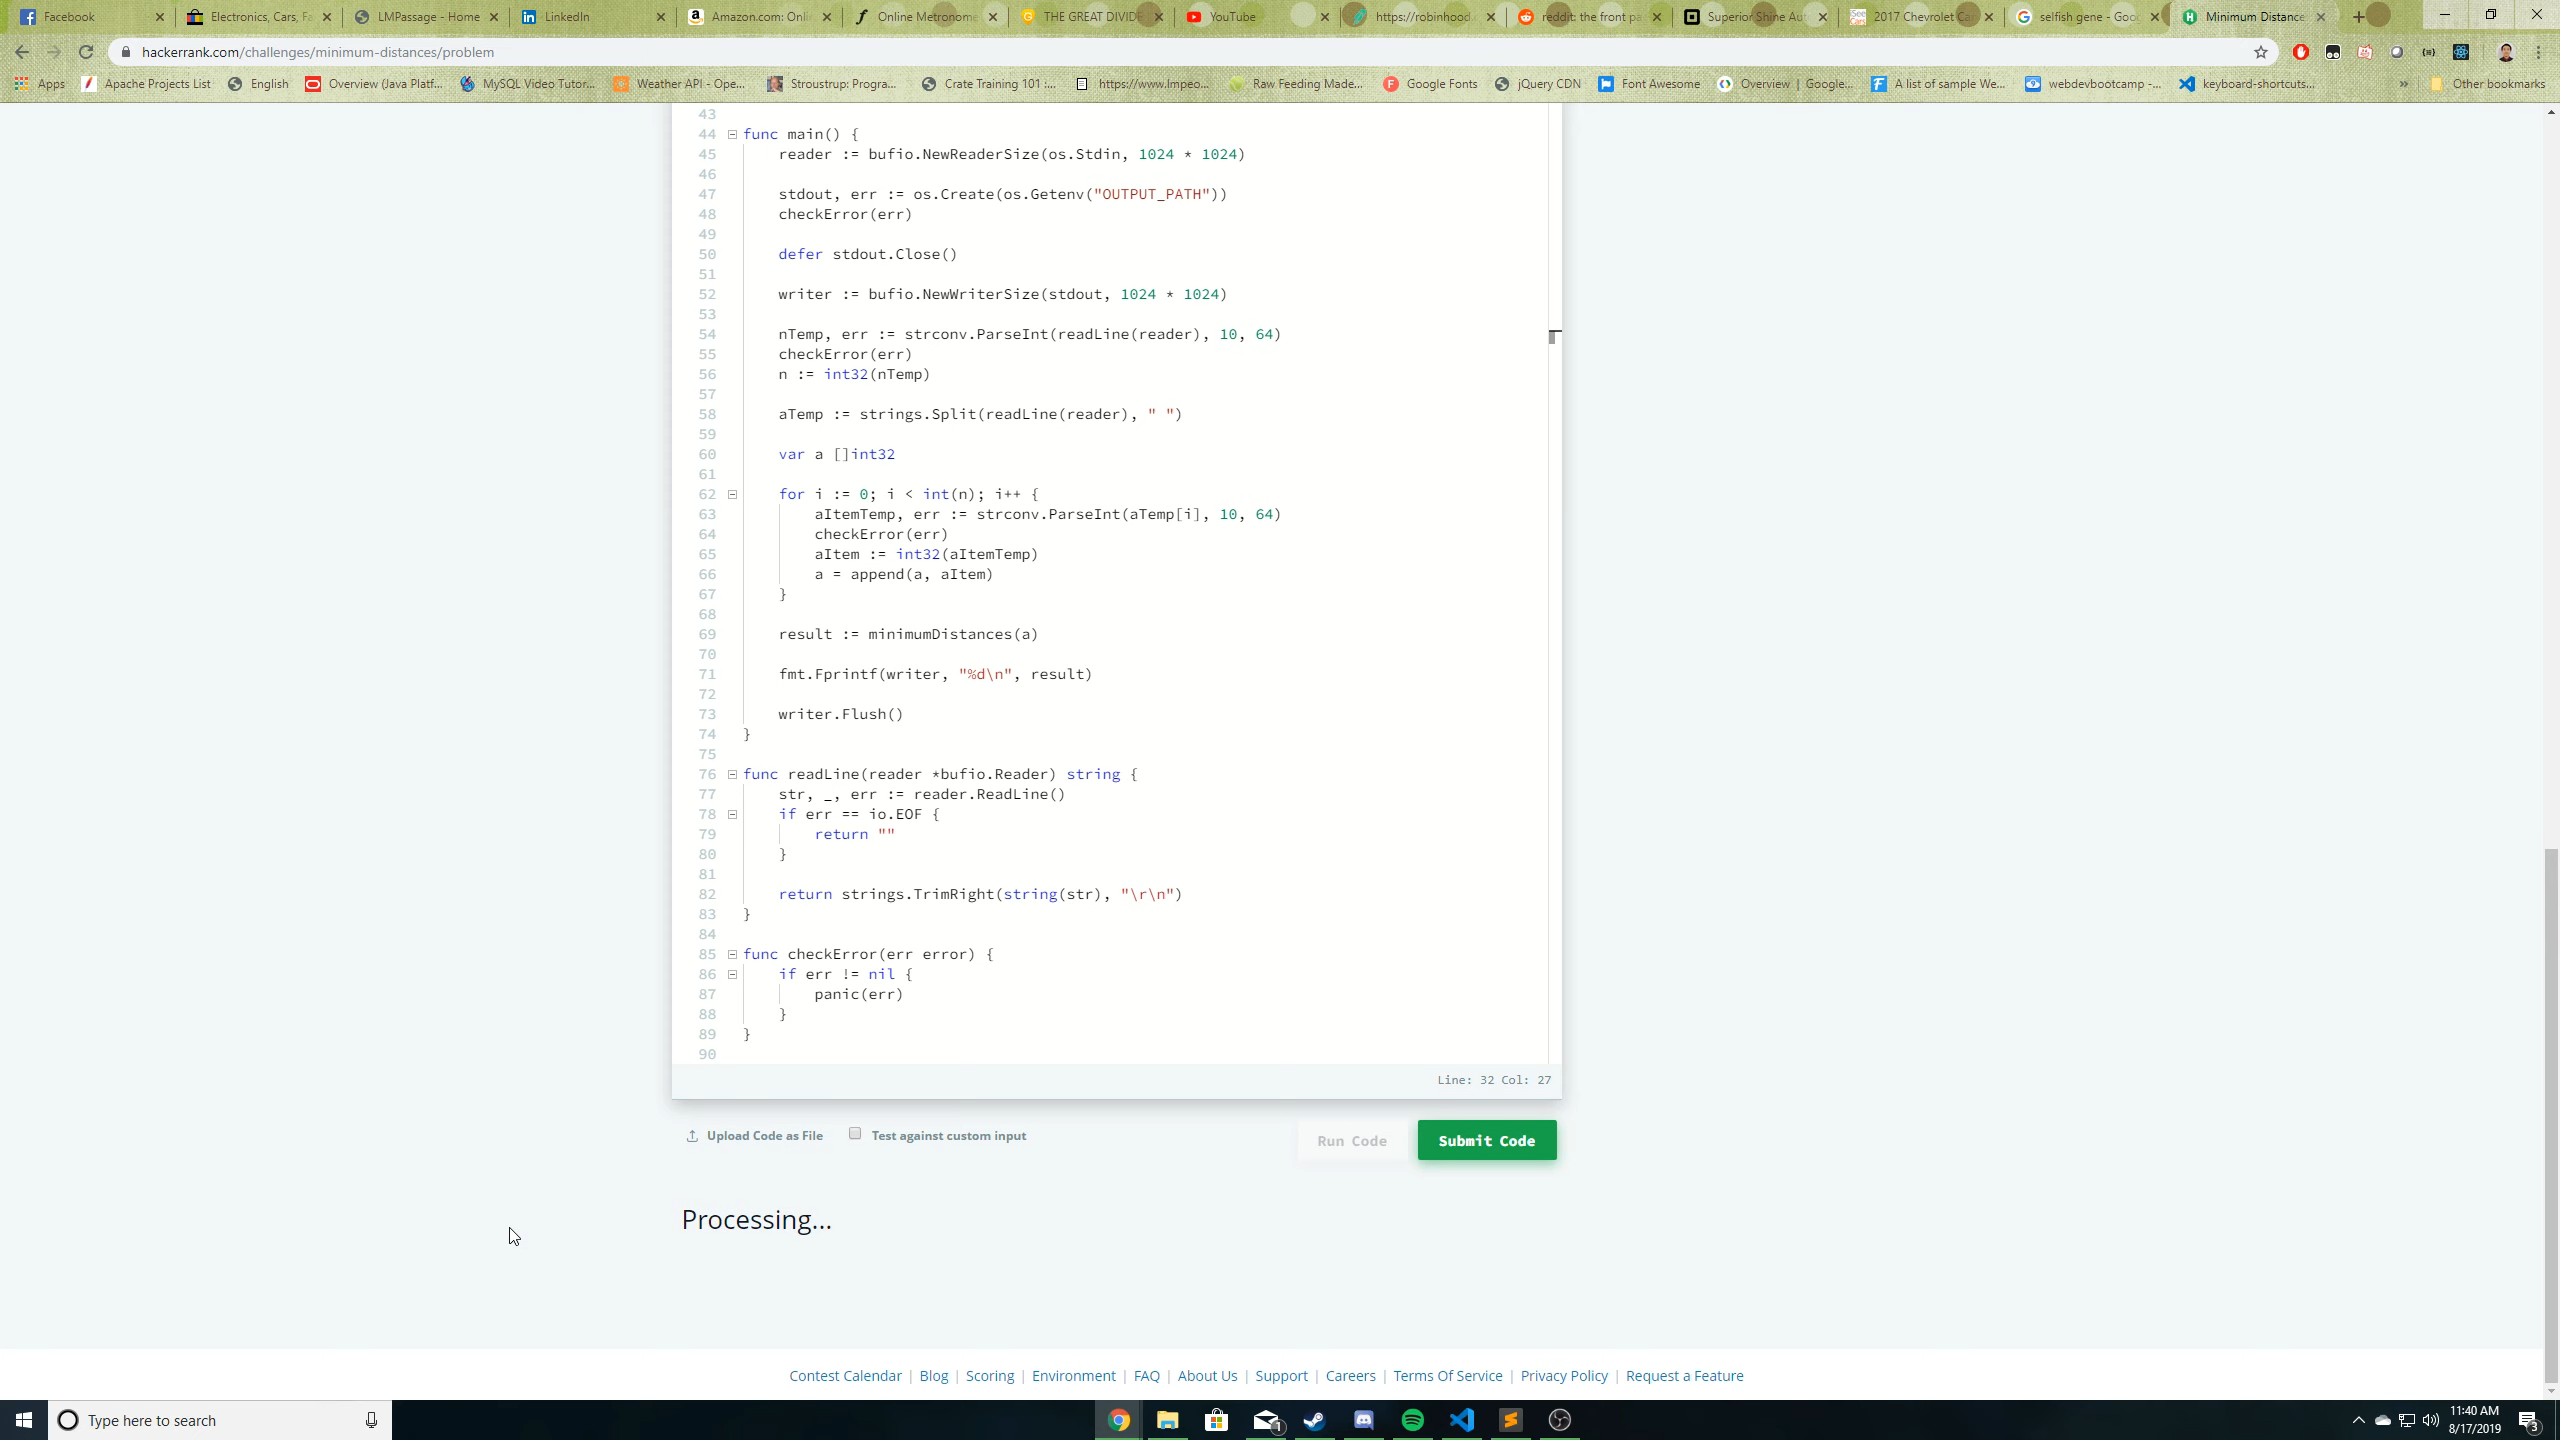 Facebook
Electronics, Cars, Fa
LMPassage - Home
LinkedIn
Amazon.com: Onli
Online Metronome
THE GREAT DIVIDE
YouTube
https://robinhood.
reddit: the front pa
Superior Shine Aut
2017 Chevrolet Ca
selfish gene - Goo
Minimum Distance
hackerrank.com/challenges/minimum-distances/problem
Apps
Apache Projects List
English
Overview (Java Platf...
MySQL Video Tutor...
Weather API - Ope...
Stroustrup: Progra...
Crate Training 101 :...
https://www.Impeo...
Raw Feeding Made...
Google Fonts
jQuery CDN
Font Awesome
Overview | Google...
A list of sample We...
webdevbootcamp -...
keyboard-shortcuts...
»
Other bookmarks
43
44 func main() {
45 reader := bufio.NewReaderSize(os.Stdin, 1024 * 1024)
46
47 stdout, err := os.Create(os.Getenv("OUTPUT_PATH"))
48 checkError(err)
49
50 defer stdout.Close()
51
52 writer := bufio.NewWriterSize(stdout, 1024 * 1024)
53
54 nTemp, err := strconv.ParseInt(readLine(reader), 10, 64)
55 checkError(err)
56 n := int32(nTemp)
57
58 aTemp := strings.Split(readLine(reader), " ")
59
60 var a []int32
61
62 for i := 0; i < int(n); i++ {
63 aItemTemp, err := strconv.ParseInt(aTemp[i], 10, 64)
64 checkError(err)
65 aItem := int32(aItemTemp)
66 a = append(a, aItem)
67 }
68
69 result := minimumDistances(a)
70
71 fmt.Fprintf(writer, "%d\n", result)
72
73 writer.Flush()
74 }
75
76 func readLine(reader *bufio.Reader) string {
77 str, _, err := reader.ReadLine()
78 if err == io.EOF {
79 return ""
80 }
81
82 return strings.TrimRight(string(str), "\r\n")
83 }
84
85 func checkError(err error) {
86 if err != nil {
87 panic(err)
88 }
89 }
90
Line: 32 Col: 27
Upload Code as File
Test against custom input
Run Code
Submit Code
Processing...
Contest Calendar | Blog | Scoring | Environment | FAQ | About Us | Support | Careers | Terms Of Service | Privacy Policy | Request a Feature
Type here to search
1
11:40 AM
8/17/2019
3